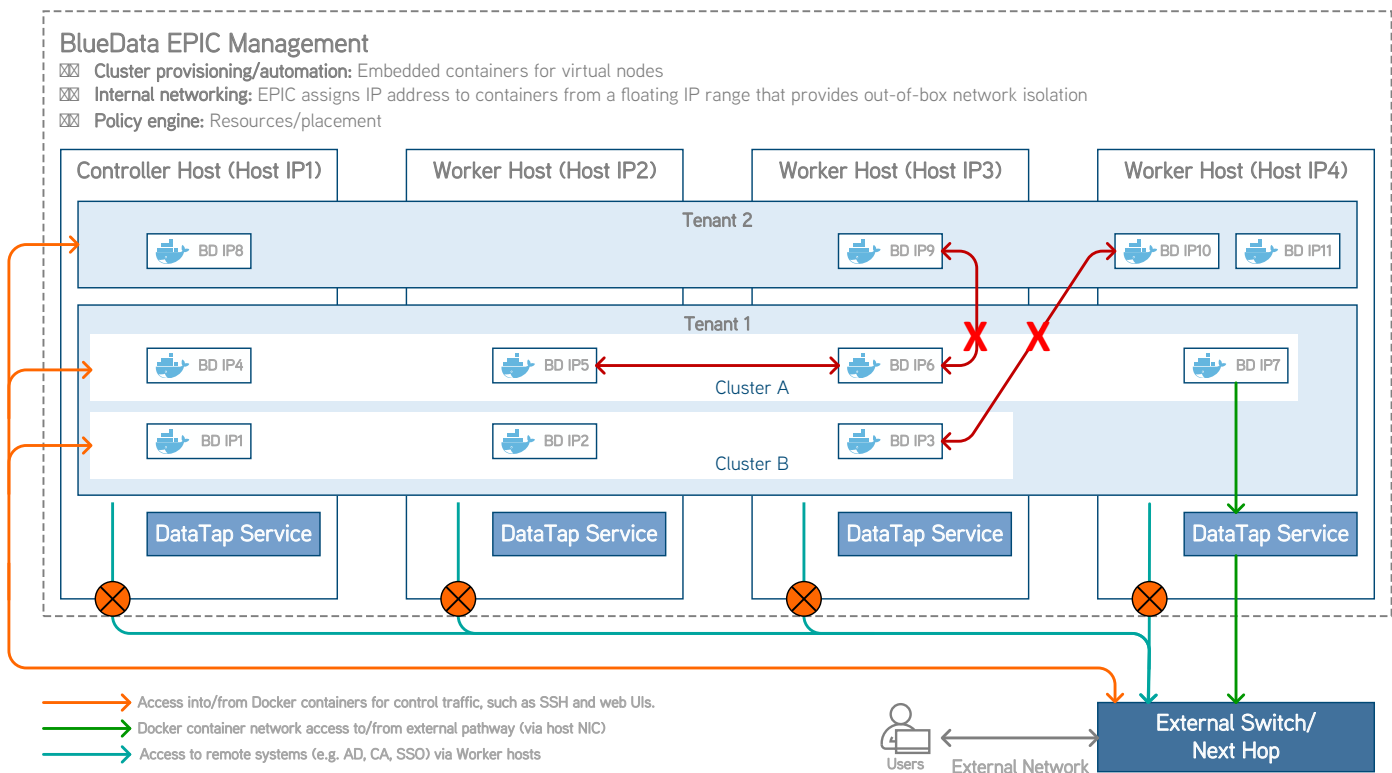 BlueData EPIC Management
Cluster provisioning/automation: Embedded containers for virtual nodes
Internal networking: EPIC assigns IP address to containers from a floating IP range that provides out-of-box network isolation
Policy engine: Resources/placement
Controller Host (Host IP1)
Worker Host (Host IP2)
Worker Host (Host IP3)
Worker Host (Host IP4)
Tenant 2
BD IP8
BD IP9
BD IP10
BD IP11
Tenant 1
BD IP4
BD IP5
BD IP6
BD IP7
Cluster A
BD IP1
BD IP2
BD IP3
Cluster B
DataTap Service
DataTap Service
DataTap Service
DataTap Service
Access into/from Docker containers for control traffic, such as SSH and web UIs.
Docker container network access to/from external pathway (via host NIC)
Access to remote systems (e.g. AD, CA, SSO) via Worker hosts
Users
External Network
External Switch/
Next Hop